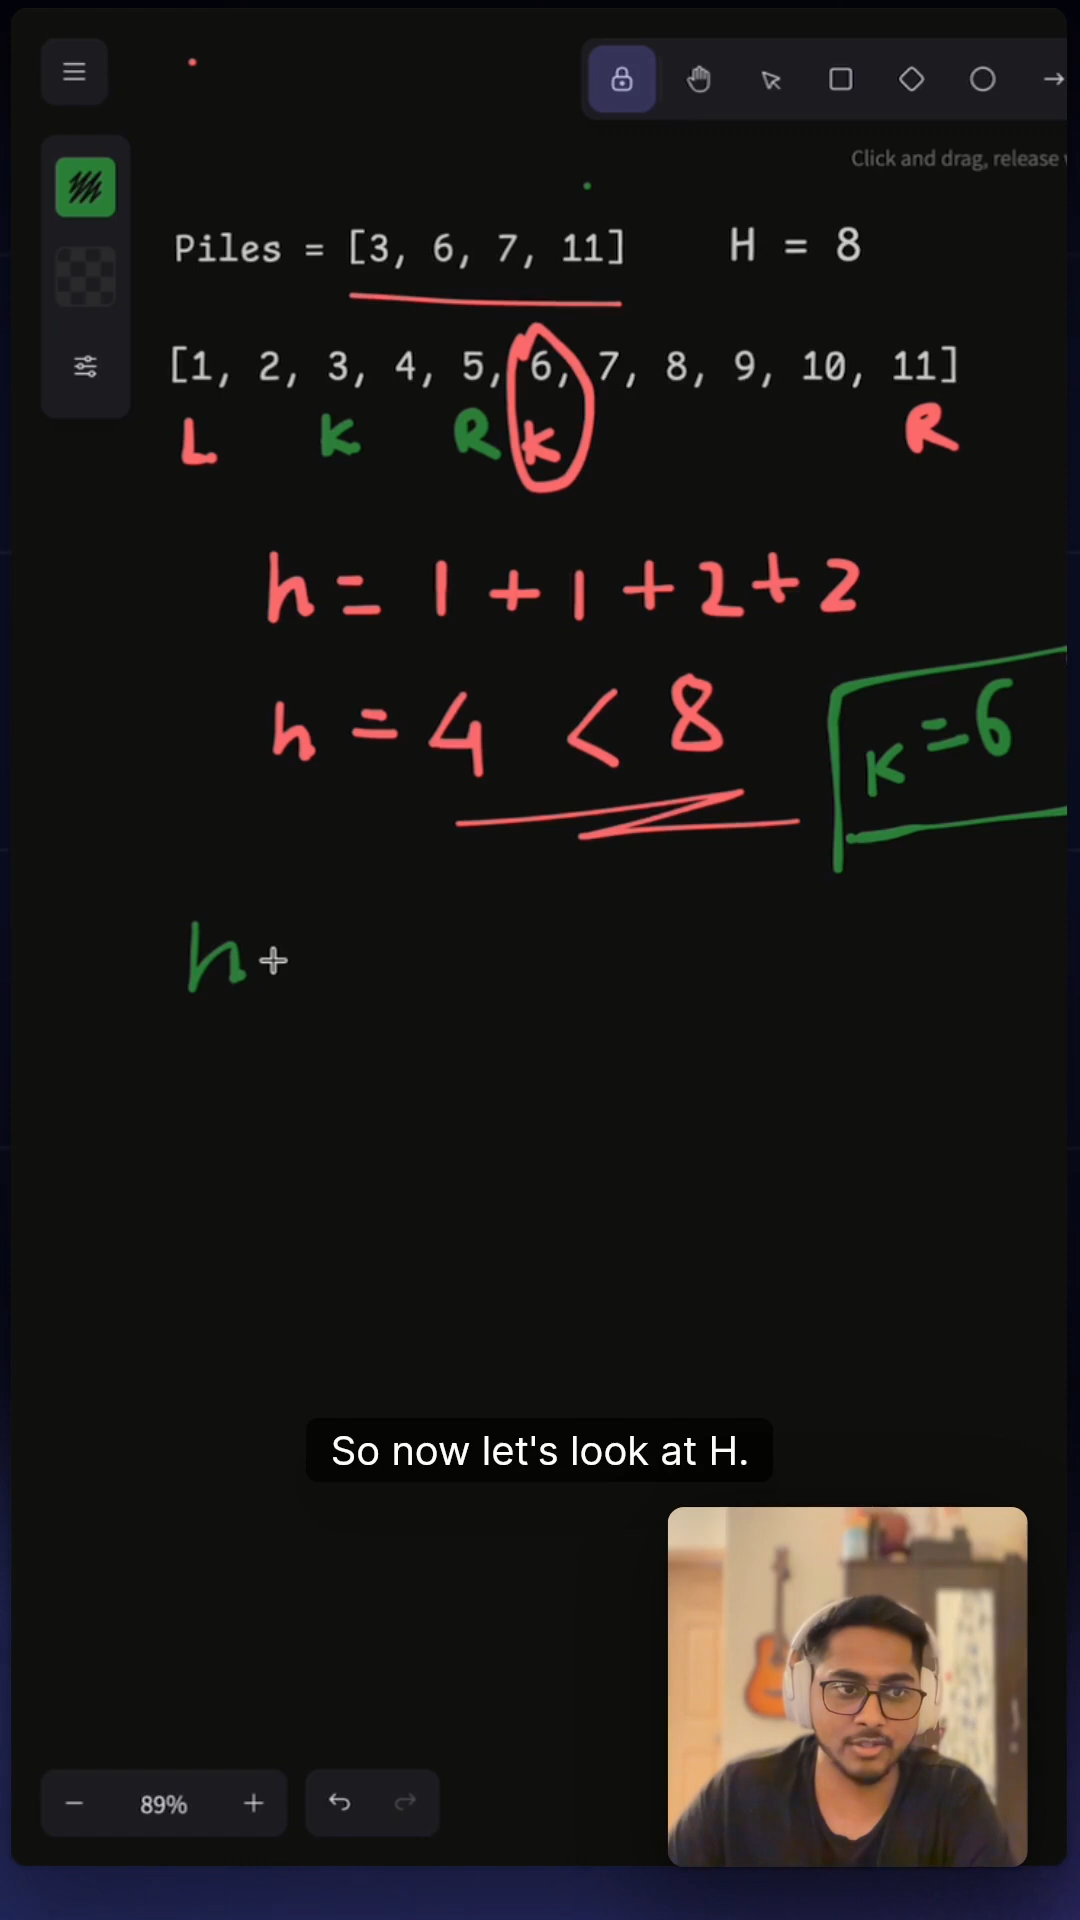 Click and drag, release
Piles = [3, 6, 7, 11] H = 8
[1, 2, 3, 4, 5, 6, 7, 8, 9, 10, 11]
L K R K R
h = 1 + 1 + 2 + 2
h = 4 < 8
K = 6
h
So now let's look at H.
89%